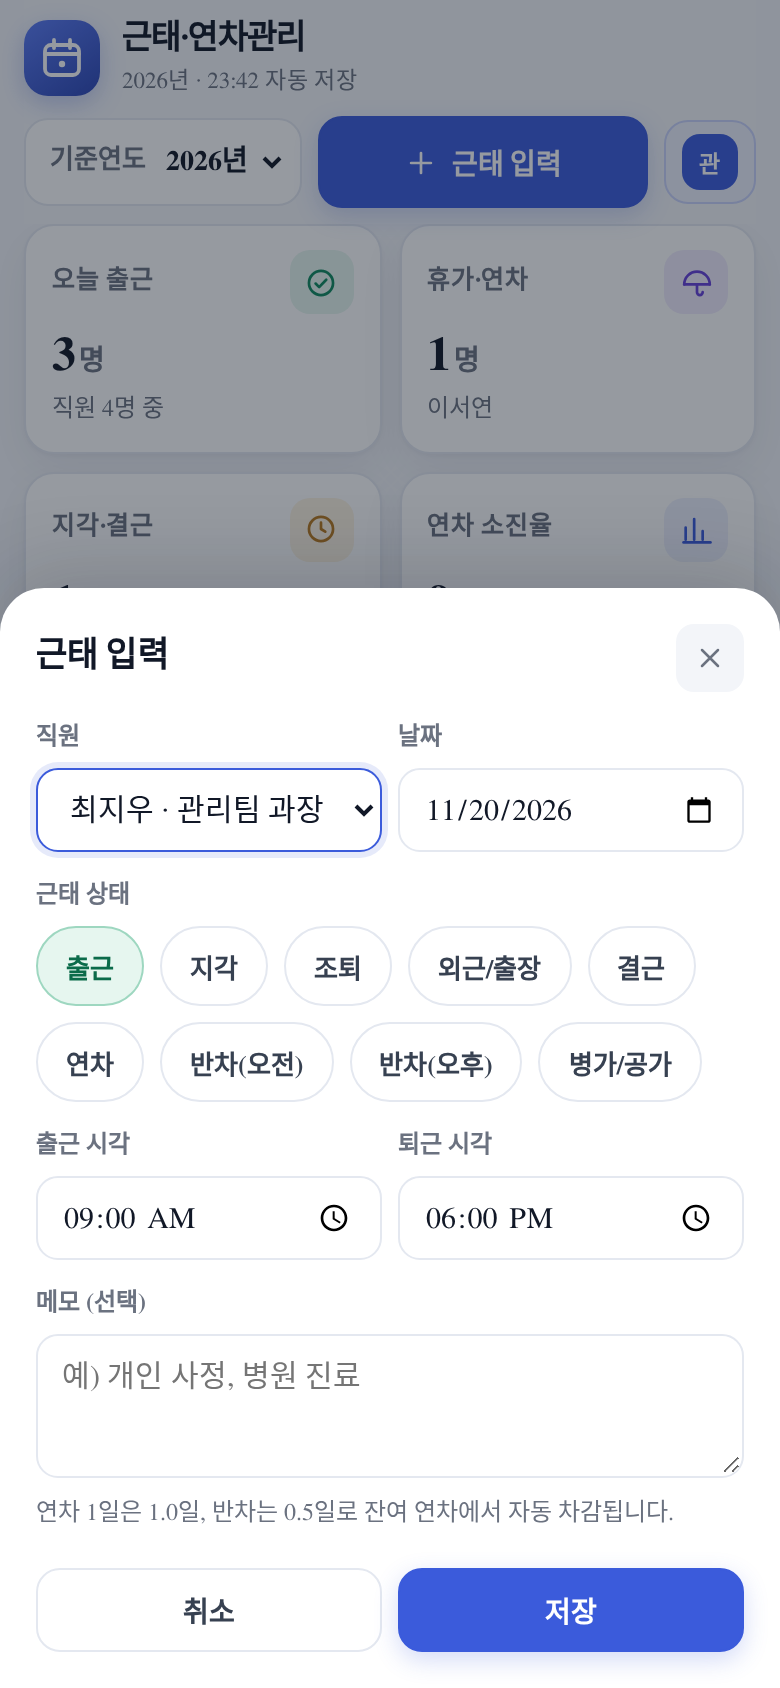 근태·연차관리
2026년 · 23:42 자동 저장
기준연도 2026년
근태 입력
관
오늘 출근
3명
직원 4명 중
휴가·연차
1명
이서연
지각·결근
연차 소진율
근태 입력
직원
날짜
최지우 · 관리팀 과장
11/20/2026
근태 상태
출근 지각 조퇴 외근/출장 결근
연차 반차(오전) 반차(오후) 병가/공가
출근 시각
퇴근 시각
09:00 AM
06:00 PM
메모 (선택)
예) 개인 사정, 병원 진료
연차 1일은 1.0일, 반차는 0.5일로 잔여 연차에서 자동 차감됩니다.
취소
저장